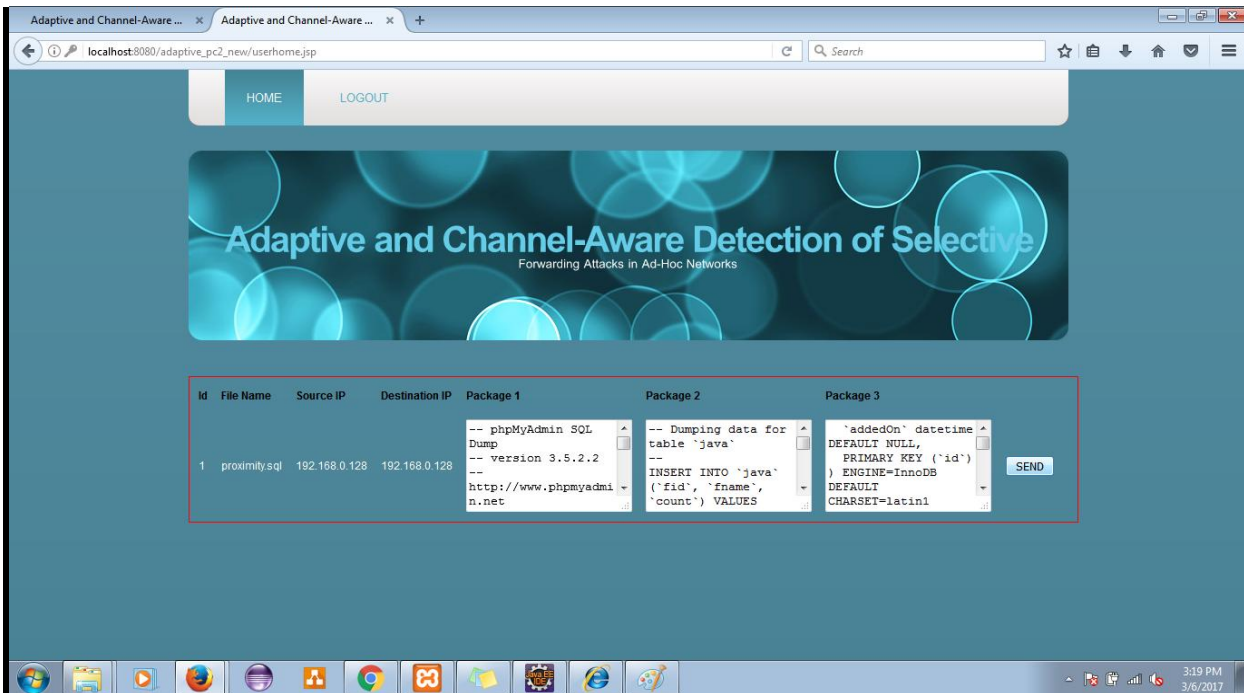 Adaptive and Channel-Aware ...
Adaptive and Channel-Aware ...
localhost:8080/adaptive_pc2_new/userhome.jsp
Search
HOME
LOGOUT
Adaptive and Channel-Aware Detection of Selective
Forwarding Attacks in Ad-Hoc Networks
Id File Name Source IP Destination IP Package 1 Package 2 Package 3
1 proximity.sql 192.168.0.128 192.168.0.128
-- phpMyAdmin SQL
Dump
-- version 3.5.2.2
--
http://www.phpmyadmi
n.net
-- Dumping data for
table `java`
--
INSERT INTO `java`
(`fid`, `fname`,
`count`) VALUES
`addedOn` datetime
DEFAULT NULL,
PRIMARY KEY (`id`)
) ENGINE=InnoDB
DEFAULT
CHARSET=latin1
SEND
Java EE
IDE
3:19 PM
3/6/2017